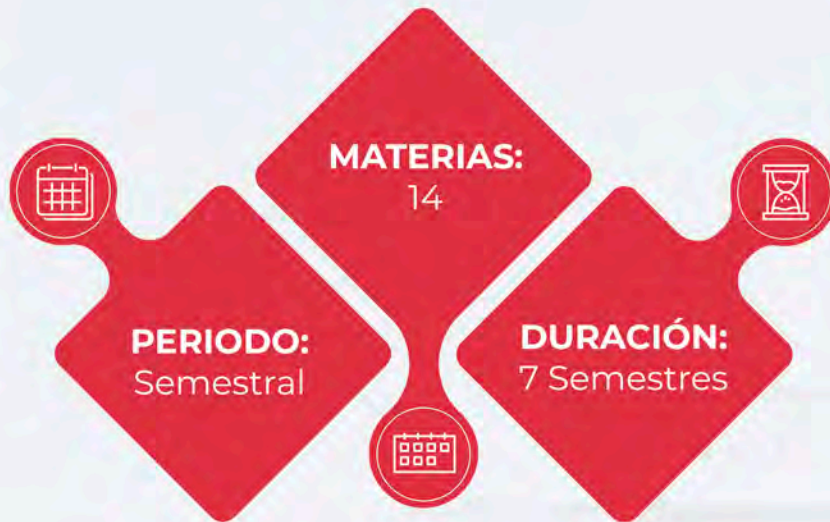 MATERIAS:
14
PERIODO:
Semestral
DURACIÓN:
7 Semestres